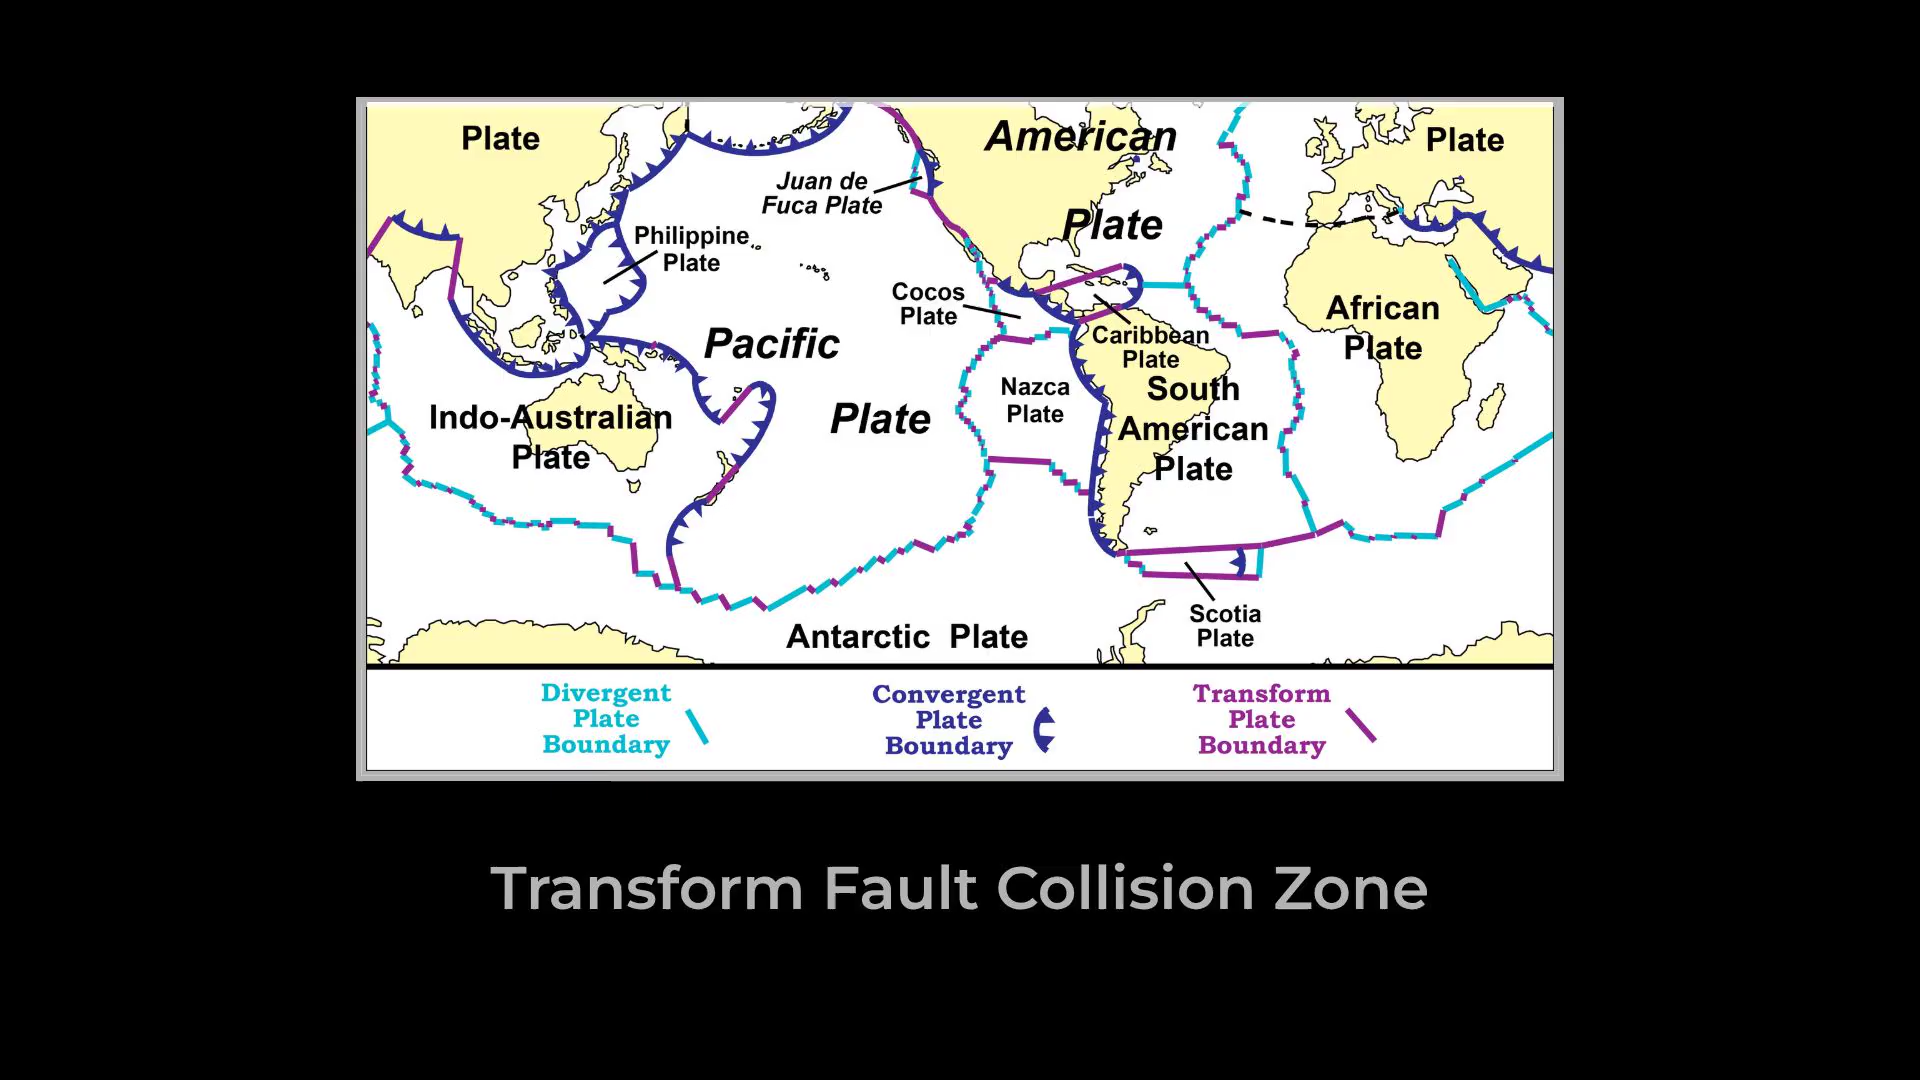 Plate
American
Plate
Juan de
Fuca Plate
Plate
Philippine
Plate
Cocos
Plate
African
Plate
Pacific
Caribbean
Plate
Nazca
Plate
South
American
Plate
Indo-Australian
Plate
Plate
Scotia
Plate
Antarctic Plate
Divergent
Plate
Boundary
Convergent
Plate
Boundary
Transform
Plate
Boundary
Transform Fault Collision Zone